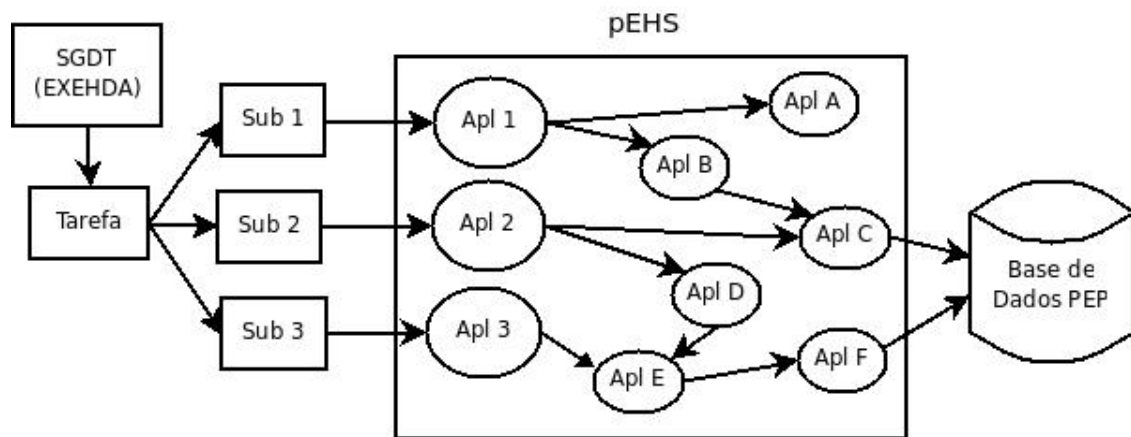 pEHS
SGDT
(EXEHDA)
Tarefa
Sub 1
Sub 2
Sub 3
Apl 1
Apl 2
Apl 3
Apl A
Apl B
Apl C
Apl D
Apl E
Apl F
Base de
Dados PEP